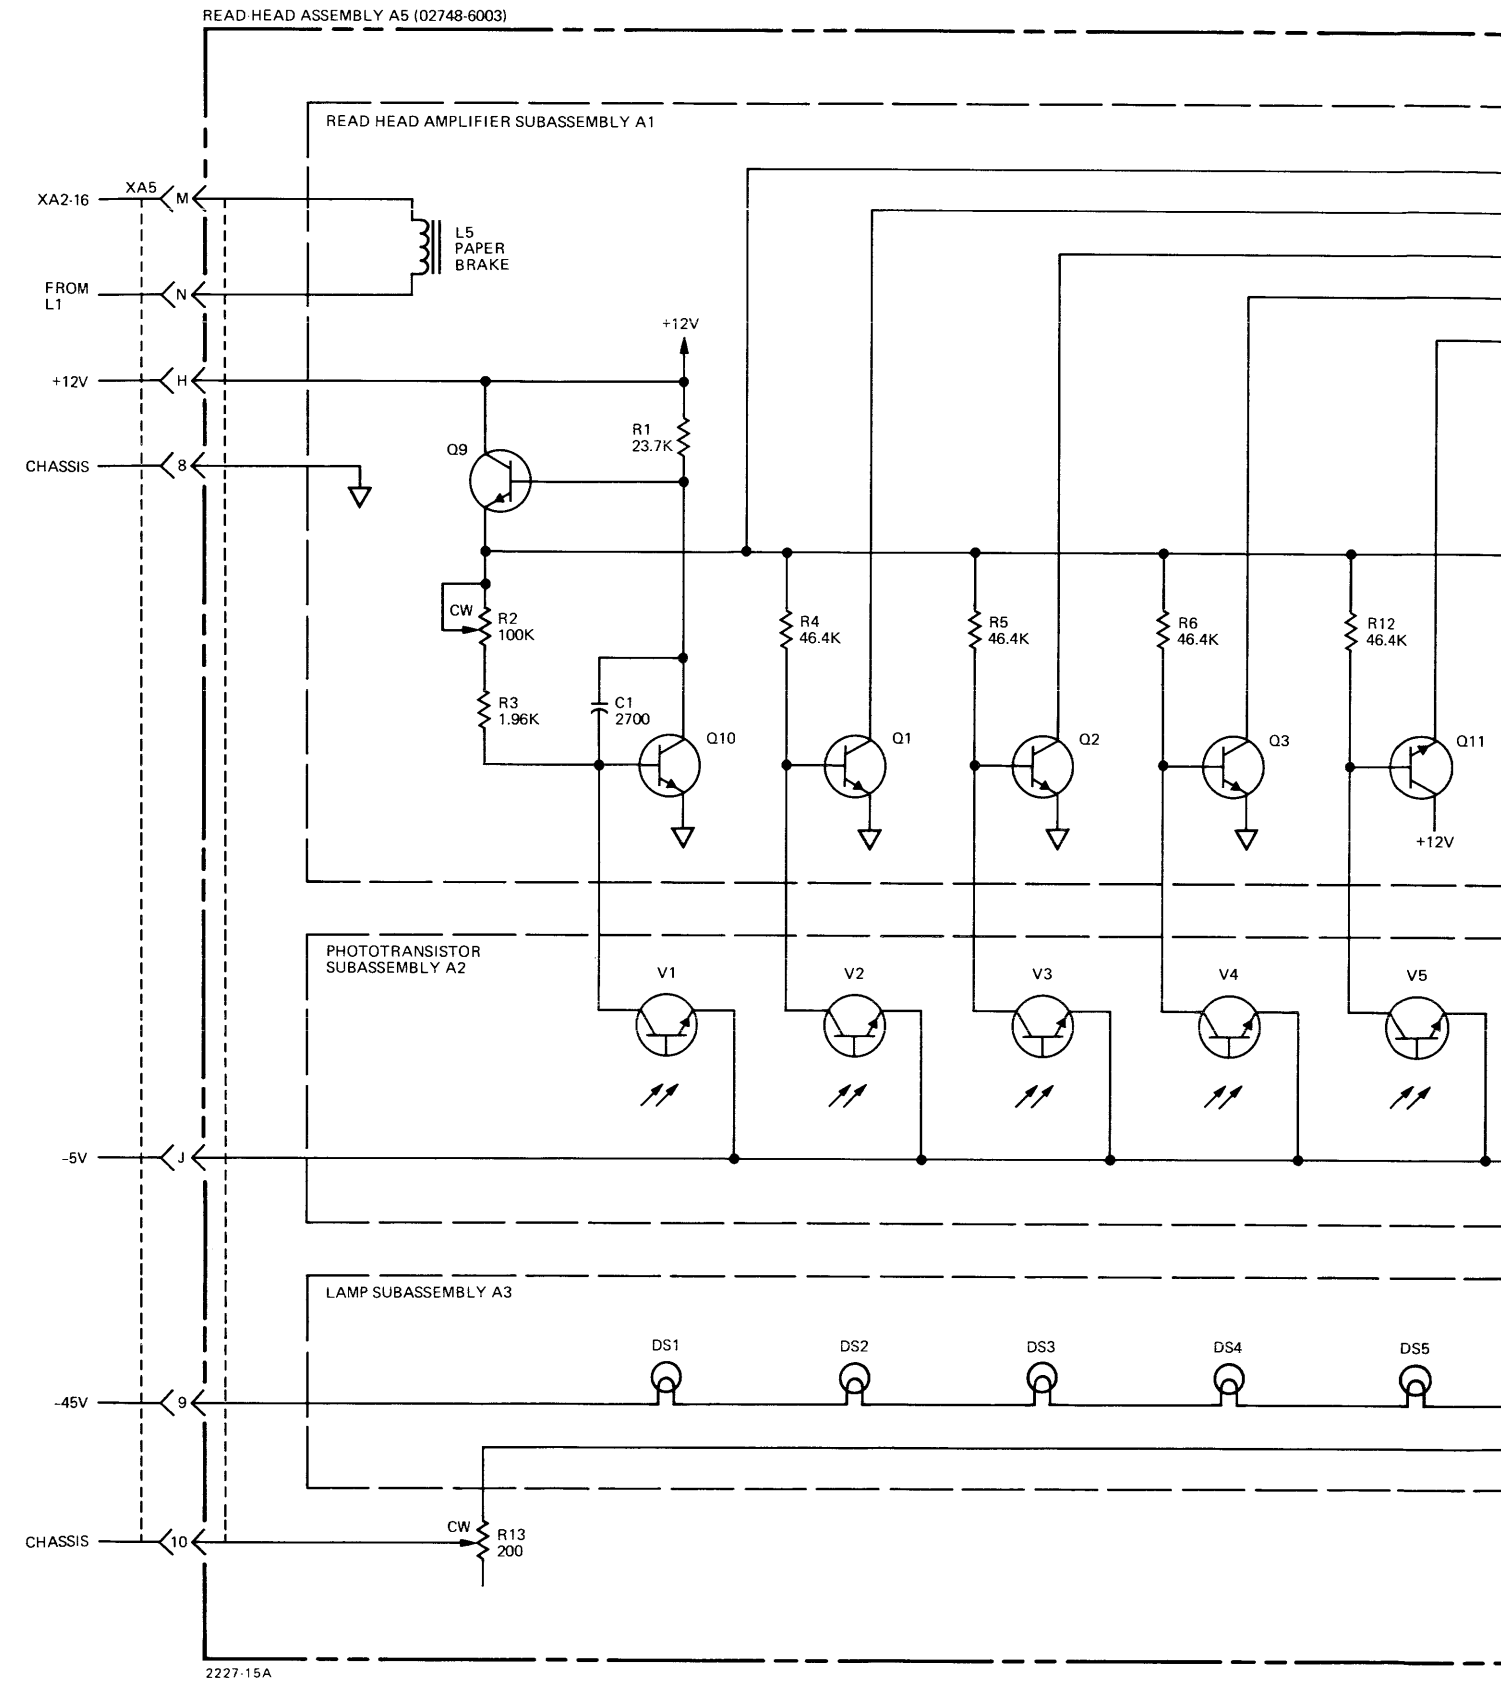 READ HEAD ASSEMBLY A5 (02748-6003)
READ HEAD AMPLIFIER SUBASSEMBLY A1
XA5
XA2-16
M
L5
PAPER
BRAKE
FROM
L1
N
+12V
+12V
H
R1
23.7K
Q9
CHASSIS
8
CW
R2
100K
R4
46.4K
R5
46.4K
R6
46.4K
R12
46.4K
R3
1.96K
C1
2700
Q10
Q1
Q2
Q3
Q11
+12V
PHOTOTRANSISTOR
SUBASSEMBLY A2
V1
V2
V3
V4
V5
-5V
J
LAMP SUBASSEMBLY A3
DS1
DS2
DS3
DS4
DS5
-45V
9
CW
R13
200
CHASSIS
10
2227-15A